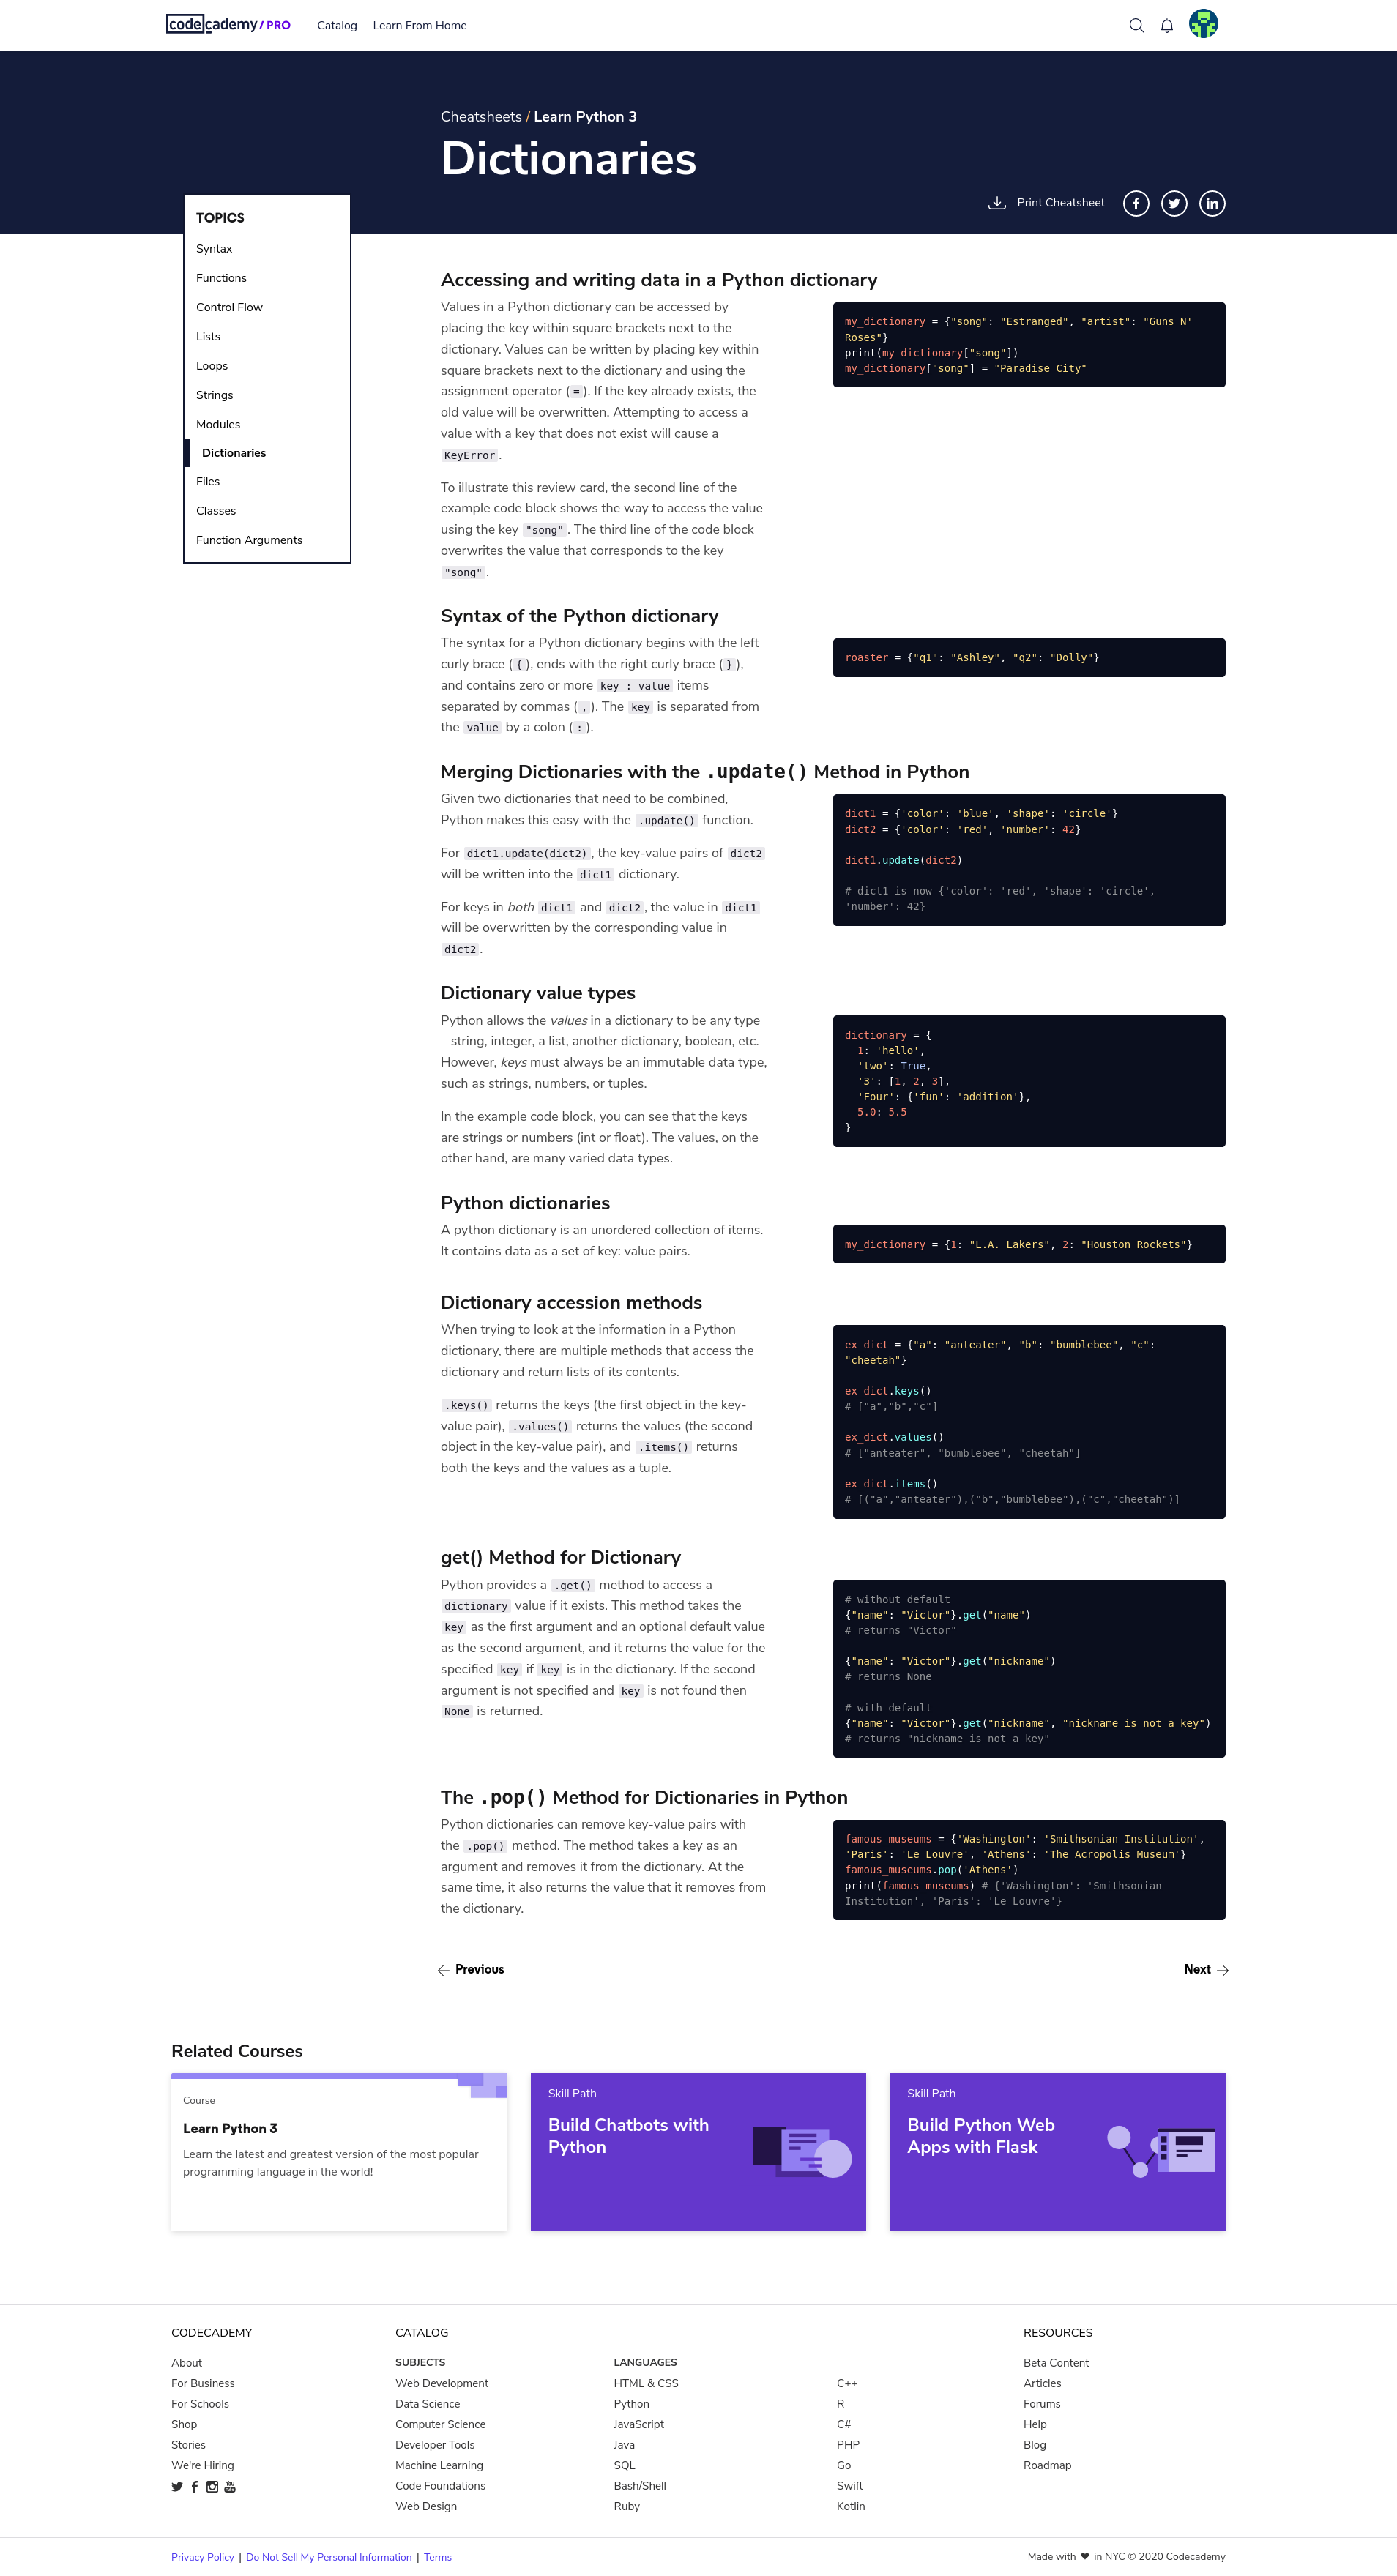 codecademy / PRO
Catalog
Learn From Home
Cheatsheets / Learn Python 3
Dictionaries
Print Cheatsheet
TOPICS
Syntax
Functions
Control Flow
Lists
Loops
Strings
Modules
Dictionaries
Files
Classes
Function Arguments
Accessing and writing data in a Python dictionary
Values in a Python dictionary can be accessed by
placing the key within square brackets next to the
dictionary. Values can be written by placing key within
square brackets next to the dictionary and using the
assignment operator ( = ). If the key already exists, the
old value will be overwritten. Attempting to access a
value with a key that does not exist will cause a
KeyError .
To illustrate this review card, the second line of the
example code block shows the way to access the value
using the key "song" . The third line of the code block
overwrites the value that corresponds to the key
"song" .
my_dictionary = {"song": "Estranged", "artist": "Guns N'
Roses"}
print(my_dictionary["song"])
my_dictionary["song"] = "Paradise City"
Syntax of the Python dictionary
The syntax for a Python dictionary begins with the left
curly brace ( { ), ends with the right curly brace ( } ),
and contains zero or more key : value items
separated by commas ( , ). The key is separated from
the value by a colon ( : ).
roaster = {"q1": "Ashley", "q2": "Dolly"}
Merging Dictionaries with the .update() Method in Python
Given two dictionaries that need to be combined,
Python makes this easy with the .update() function.
For dict1.update(dict2) , the key-value pairs of dict2
will be written into the dict1 dictionary.
For keys in both dict1 and dict2 , the value in dict1
will be overwritten by the corresponding value in
dict2 .
dict1 = {'color': 'blue', 'shape': 'circle'}
dict2 = {'color': 'red', 'number': 42}
dict1.update(dict2)
# dict1 is now {'color': 'red', 'shape': 'circle',
'number': 42}
Dictionary value types
Python allows the values in a dictionary to be any type
– string, integer, a list, another dictionary, boolean, etc.
However, keys must always be an immutable data type,
such as strings, numbers, or tuples.
In the example code block, you can see that the keys
are strings or numbers (int or float). The values, on the
other hand, are many varied data types.
dictionary = {
1: 'hello',
'two': True,
'3': [1, 2, 3],
'Four': {'fun': 'addition'},
5.0: 5.5
}
Python dictionaries
A python dictionary is an unordered collection of items.
It contains data as a set of key: value pairs.
my_dictionary = {1: "L.A. Lakers", 2: "Houston Rockets"}
Dictionary accession methods
When trying to look at the information in a Python
dictionary, there are multiple methods that access the
dictionary and return lists of its contents.
.keys() returns the keys (the first object in the key-
value pair), .values() returns the values (the second
object in the key-value pair), and .items() returns
both the keys and the values as a tuple.
ex_dict = {"a": "anteater", "b": "bumblebee", "c":
"cheetah"}
ex_dict.keys()
# ["a","b","c"]
ex_dict.values()
# ["anteater", "bumblebee", "cheetah"]
ex_dict.items()
# [("a","anteater"),("b","bumblebee"),("c","cheetah")]
get() Method for Dictionary
Python provides a .get() method to access a
dictionary value if it exists. This method takes the
key as the first argument and an optional default value
as the second argument, and it returns the value for the
specified key if key is in the dictionary. If the second
argument is not specified and key is not found then
None is returned.
# without default
{"name": "Victor"}.get("name")
# returns "Victor"
{"name": "Victor"}.get("nickname")
# returns None
# with default
{"name": "Victor"}.get("nickname", "nickname is not a key")
# returns "nickname is not a key"
The .pop() Method for Dictionaries in Python
Python dictionaries can remove key-value pairs with
the .pop() method. The method takes a key as an
argument and removes it from the dictionary. At the
same time, it also returns the value that it removes from
the dictionary.
famous_museums = {'Washington': 'Smithsonian Institution',
'Paris': 'Le Louvre', 'Athens': 'The Acropolis Museum'}
famous_museums.pop('Athens')
print(famous_museums) # {'Washington': 'Smithsonian
Institution', 'Paris': 'Le Louvre'}
Previous
Next
Related Courses
Course
Learn Python 3
Learn the latest and greatest version of the most popular
programming language in the world!
Skill Path
Build Chatbots with
Python
Skill Path
Build Python Web
Apps with Flask
CODECADEMY
About
For Business
For Schools
Shop
Stories
We're Hiring
CATALOG
SUBJECTS
Web Development
Data Science
Computer Science
Developer Tools
Machine Learning
Code Foundations
Web Design
LANGUAGES
HTML & CSS
Python
JavaScript
Java
SQL
Bash/Shell
Ruby
C++
R
C#
PHP
Go
Swift
Kotlin
RESOURCES
Beta Content
Articles
Forums
Help
Blog
Roadmap
Privacy Policy | Do Not Sell My Personal Information | Terms
Made with ❤ in NYC © 2020 Codecademy